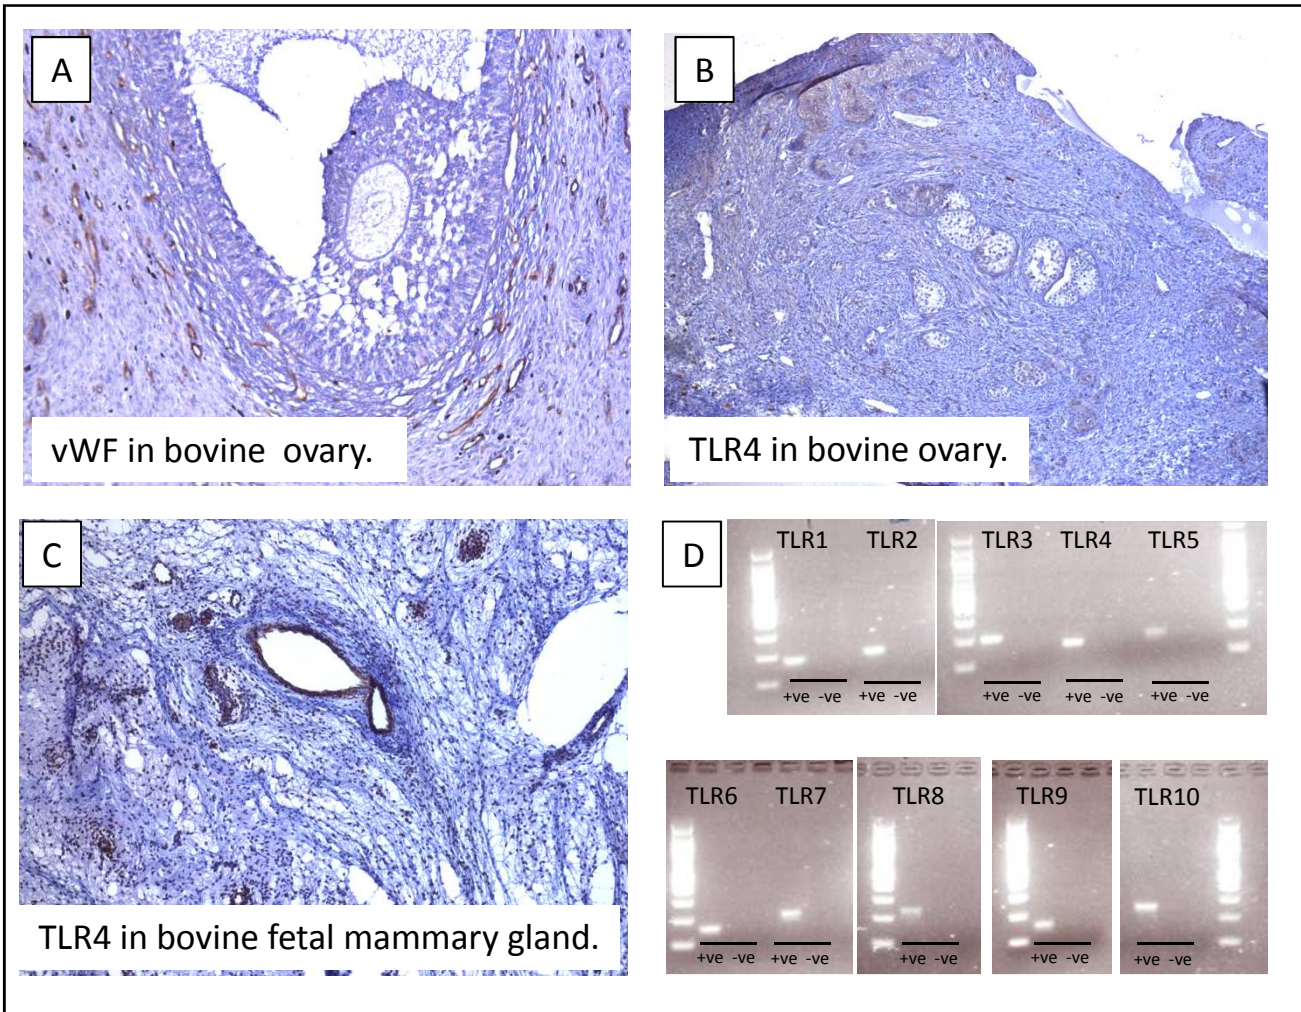 A
B
vWF in bovine  ovary.
TLR4 in bovine ovary.
C
D
TLR1 TLR2 TLR3 TLR4 TLR5
+ve -ve +ve -ve +ve -ve +ve -ve +ve -ve
TLR6 TLR7 TLR8 TLR9 TLR10
TLR4 in bovine fetal mammary gland.
+ve -ve +ve -ve +ve -ve +ve -ve +ve -ve